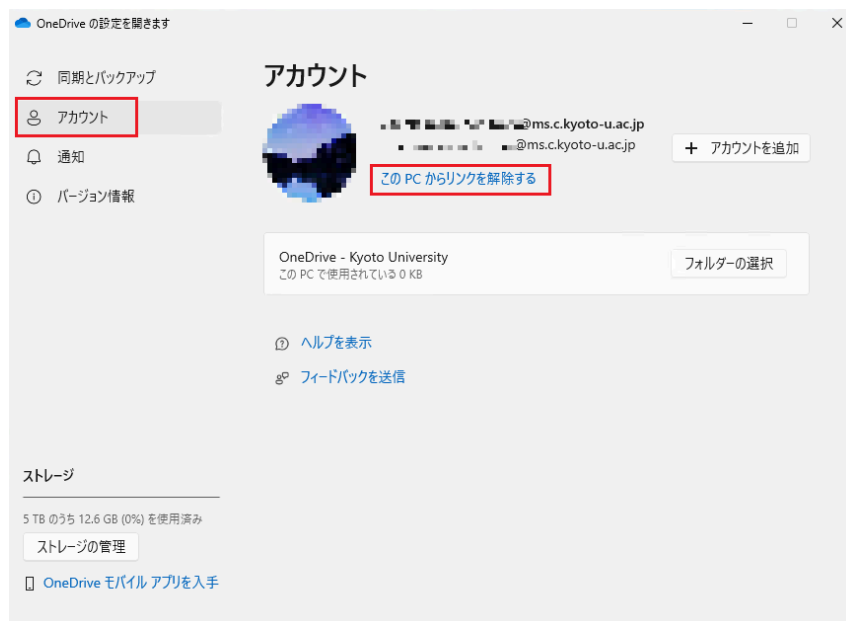 OneDrive の設定を開きます
同期とバックアップ
アカウント
通知
バージョン情報
アカウント
@ms.c.kyoto-u.ac.jp
@ms.c.kyoto-u.ac.jp
この PC からリンクを解除する
+ アカウントを追加
OneDrive - Kyoto University
この PC で使用されている 0 KB
フォルダーの選択
ヘルプを表示
フィードバックを送信
ストレージ
5 TB のうち 12.6 GB (0%) を使用済み
ストレージの管理
OneDrive モバイル アプリを入手